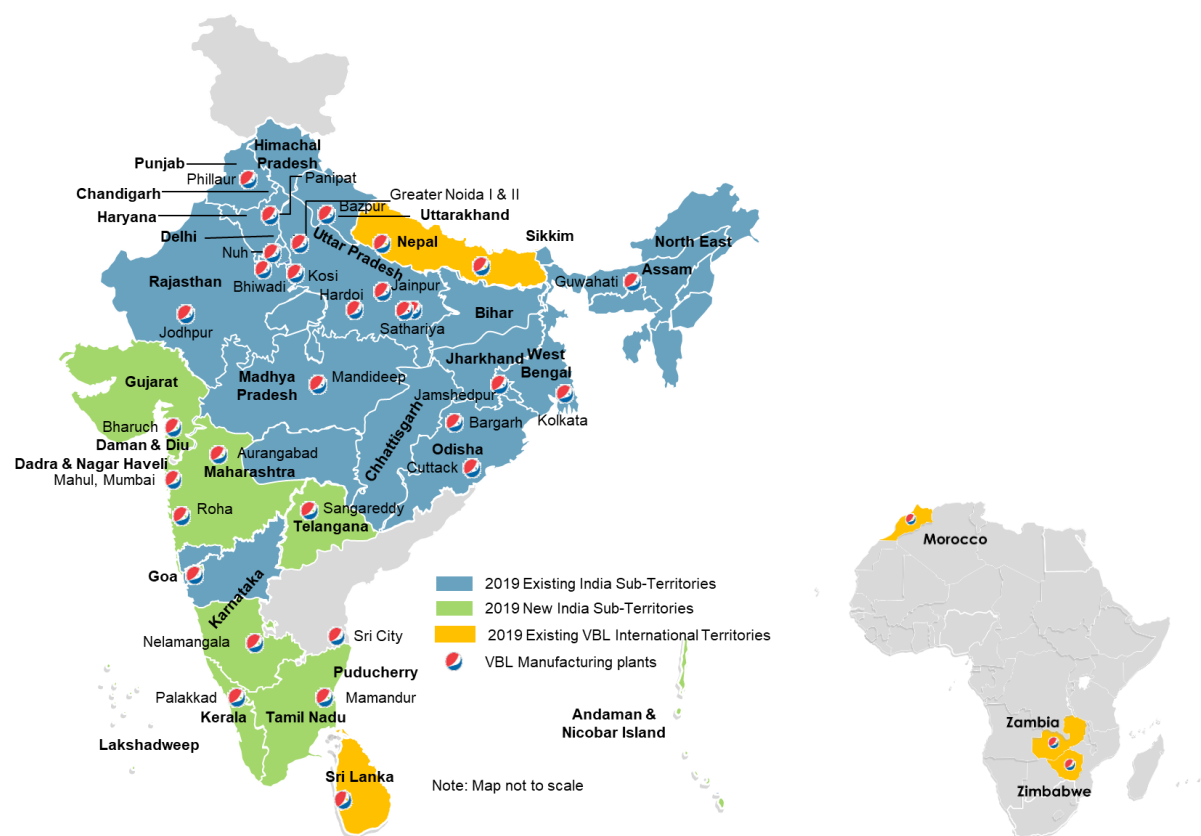 Himachal
Pradesh
Punjab
Phillaur
Panipat
Chandigarh
Greater Noida I & II
Haryana
Bazpur
Uttarakhand
Delhi
Nepal
Sikkim
North East
Nuh
Uttar Pradesh
Assam
Rajasthan
Bhiwadi
Kosi
Guwahati
Hardoi
Jainpur
Jodhpur
Sathariya
Bihar
Gujarat
Madhya
Pradesh
Mandideep
Jharkhand
West
Bengal
Jamshedpur
Kolkata
Chhattisgarh
Bharuch
Bargarh
Daman & Diu
Aurangabad
Odisha
Dadra & Nagar Haveli
Maharashtra
Cuttack
Mahul, Mumbai
Roha
Sangareddy
Telangana
Morocco
Goa
Karnataka
2019 Existing India Sub-Territories
2019 New India Sub-Territories
2019 Existing VBL International Territories
VBL Manufacturing plants
Nelamangala
Sri City
Puducherry
Palakkad
Mamandur
Kerala
Tamil Nadu
Andaman &
Nicobar Island
Lakshadweep
Zambia
Sri Lanka
Note: Map not to scale
Zimbabwe